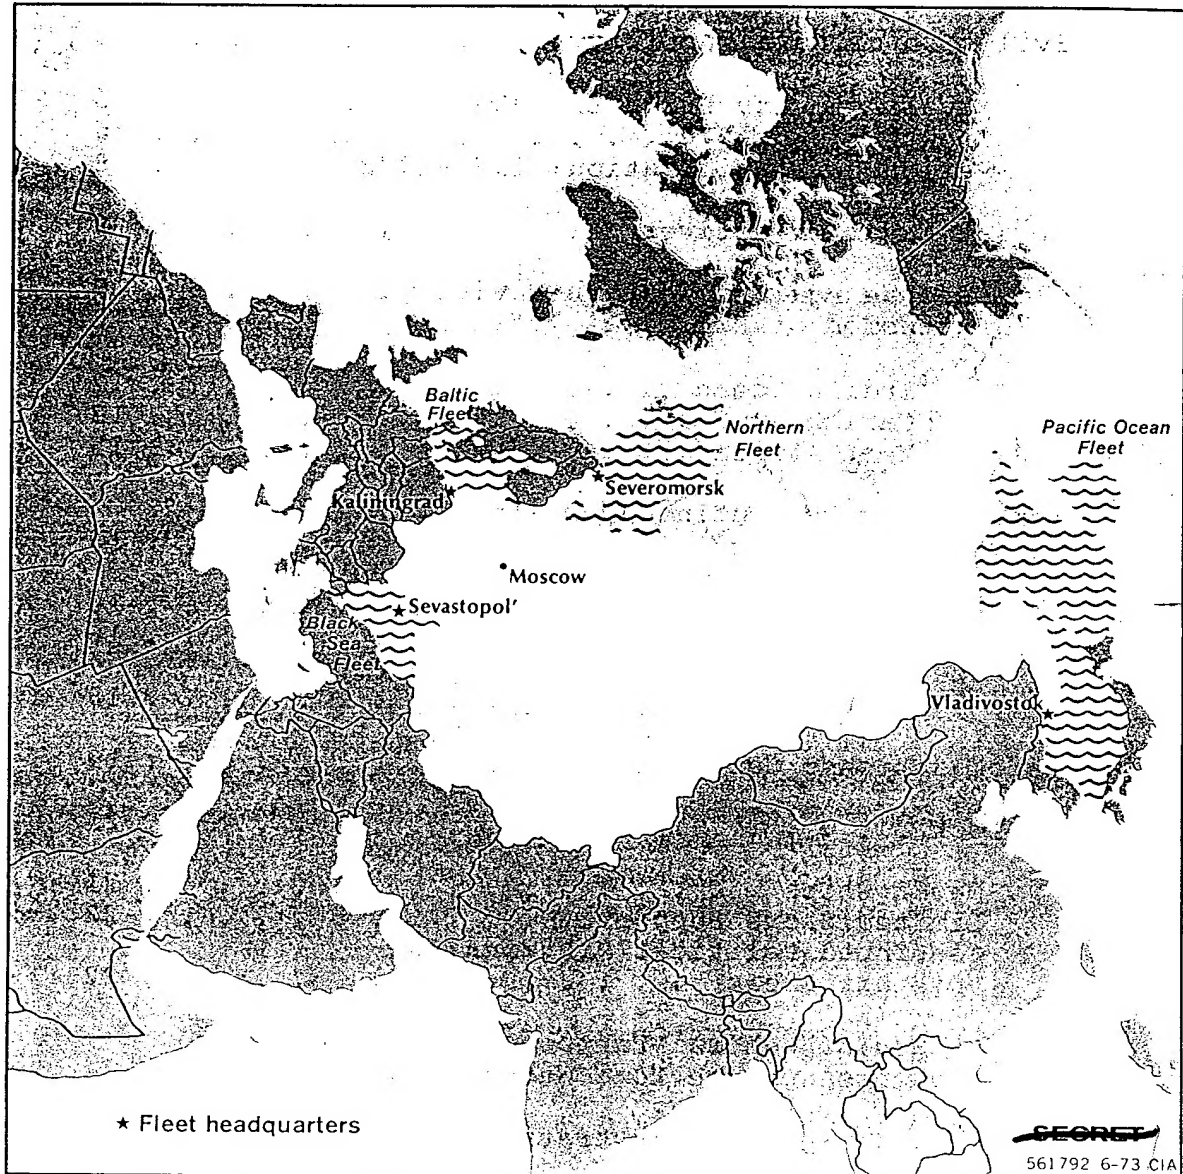 Baltic
Fleet
Northern
Fleet
Pacific Ocean
Fleet
Kaliningrad
Severomorsk
Moscow
Sevastopol'
Black
Sea
Fleet
Vladivostok
★ Fleet headquarters
SECRET
561792 6-73 CIA